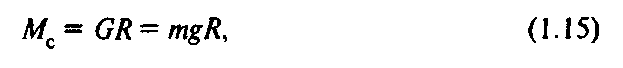 M_c = GR = mgR, (1.15)